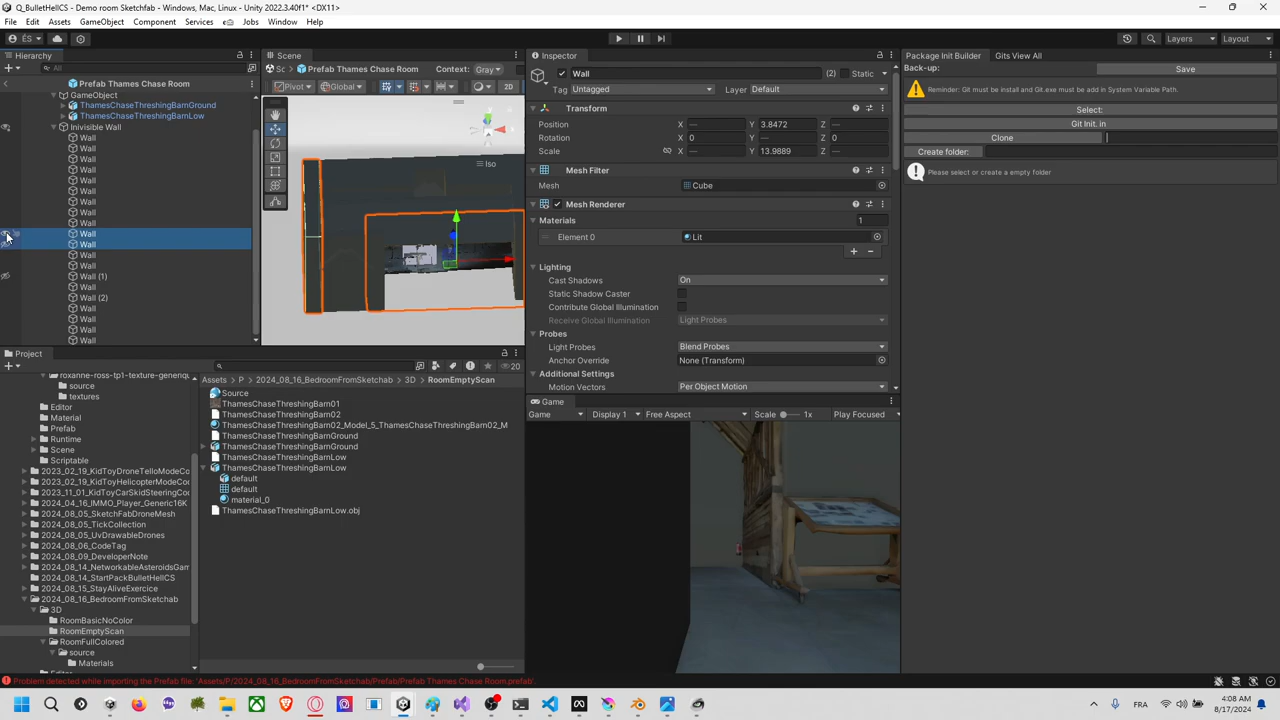 Q_BulletHellCS - Demo room Sketchfab - Windows, Mac, Linux - Unity 2022.3.40f1* <DX11>
File Edit Assets GameObject Component Services Jobs Window Help
ÉS
Layers Layout
Hierarchy
All
Prefab Thames Chase Room
GameObject
ThamesChaseThreshingBarnGround
ThamesChaseThreshingBarnLow
Inivisible Wall
Wall
Wall
Wall
Wall
Wall
Wall
Wall
Wall
Wall
Wall
Wall
Wall
Wall
Wall (1)
Wall
Wall (2)
Wall
Wall
Wall
Wall
Scene
Sc Prefab Thames Chase Room Context: Gray
Pivot Global 2D
y
Iso
Inspector
Wall Static
Tag Untagged Layer Default
Transform
Position X — Y 3.8472 Z —
Rotation X 0 Y — Z 0
Scale X — Y 13.9889 Z —
Mesh Filter
Mesh Cube
Mesh Renderer
Materials 1
Element 0 Lit
Lighting
Cast Shadows On
Static Shadow Caster
Contribute Global Illumination
Receive Global Illumination Light Probes
Probes
Light Probes Blend Probes
Anchor Override None (Transform)
Additional Settings
Motion Vectors Per Object Motion
Package Init Builder Gits View All
Back-up: Save
Reminder: Git must be install and Git.exe must be add in System Variable Path.
Select:
Git Init. in
Clone
Create folder:
Please select or create a empty folder
Project
20
roxanne-ross-tp1-texture-generique
source
textures
Editor
Material
Prefab
Runtime
Scene
Scriptable
2023_02_19_KidToyDroneTelloModeCo
2023_02_19_KidToyHelicopterModeCoc
2023_11_01_KidToyCarSkidSteeringCoc
2024_04_16_IMMO_Player_Generic16K
2024_08_05_SketchFabDroneMesh
2024_08_05_TickCollection
2024_08_05_UvDrawableDrones
2024_08_06_CodeTag
2024_08_09_DeveloperNote
2024_08_14_NetworkableAsteroidsGam
2024_08_14_StartPackBulletHellCS
2024_08_15_StayAliveExercice
2024_08_16_BedroomFromSketchab
3D
RoomBasicNoColor
RoomEmptyScan
RoomFullColored
source
Materials
Assets P 2024_08_16_BedroomFromSketchab 3D RoomEmptyScan
Source
ThamesChaseThreshingBarn01
ThamesChaseThreshingBarn02
ThamesChaseThreshingBarn02_Model_5_ThamesChaseThreshingBarn02_M
ThamesChaseThreshingBarnGround
ThamesChaseThreshingBarnGround
ThamesChaseThreshingBarnLow
ThamesChaseThreshingBarnLow
default
default
material_0
ThamesChaseThreshingBarnLow.obj
Game
Game Display 1 Free Aspect Scale 1x Play Focused
Problem detected while importing the Prefab file: 'Assets/P/2024_08_16_BedroomFromSketchab/Prefab/Prefab Thames Chase Room.prefab'.
FRA 4:08 AM
8/17/2024